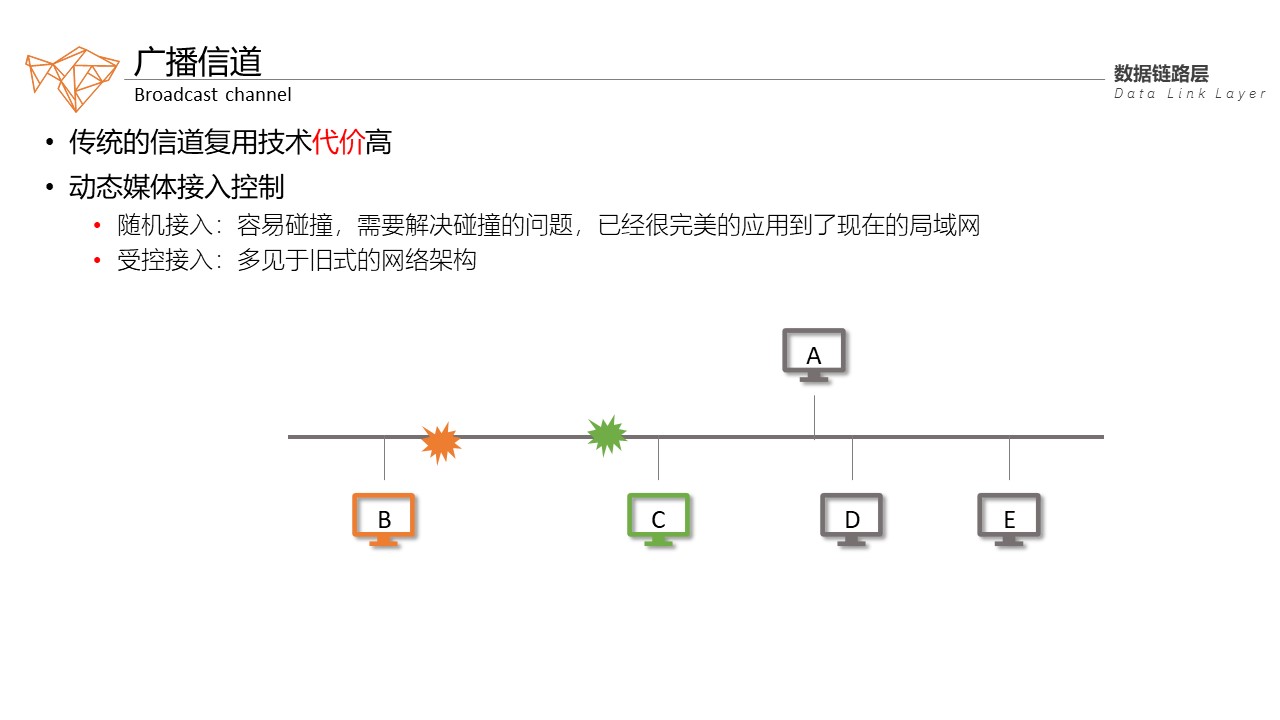 广播信道
Broadcast channel
数据链路层
Data Link Layer
• 传统的信道复用技术代价高
• 动态媒体接入控制
• 随机接入：容易碰撞，需要解决碰撞的问题，已经很完美的应用到了现在的局域网
• 受控接入：多见于旧式的网络架构
A
B
C
D
E